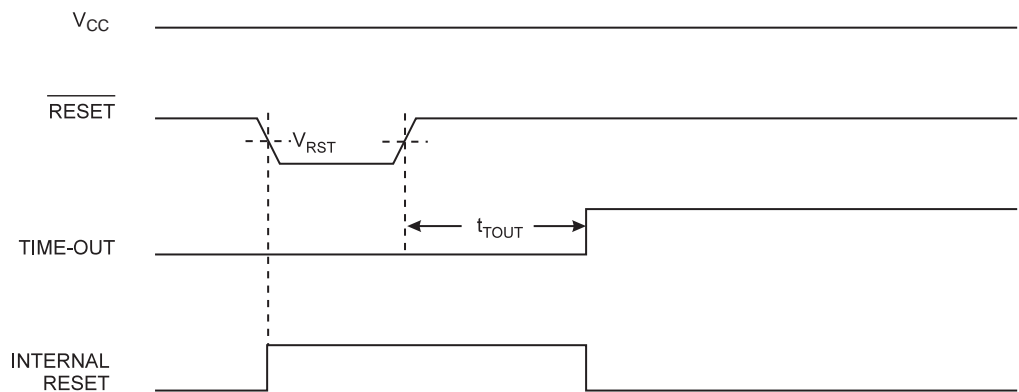 VCC
RESET
VRST
tTOUT
TIME-OUT
INTERNAL
RESET